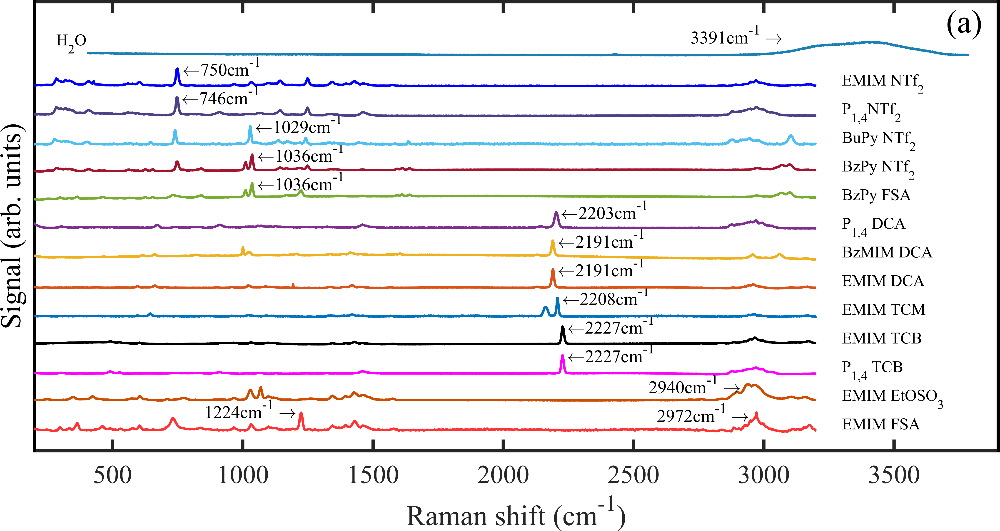 (a)
H₂O
3391cm⁻¹ →
←750cm⁻¹
EMIM NTf₂
←746cm⁻¹
P₁,₄NTf₂
←1029cm⁻¹
BuPy NTf₂
←1036cm⁻¹
BzPy NTf₂
←1036cm⁻¹
BzPy FSA
←2203cm⁻¹
P₁,₄ DCA
←2191cm⁻¹
BzMIM DCA
←2191cm⁻¹
EMIM DCA
←2208cm⁻¹
EMIM TCM
←2227cm⁻¹
EMIM TCB
←2227cm⁻¹
P₁,₄ TCB
2940cm⁻¹ →
EMIM EtOSO₃
1224cm⁻¹ →
2972cm⁻¹ →
EMIM FSA
Signal (arb. units)
500 1000 1500 2000 2500 3000 3500
Raman shift (cm⁻¹)